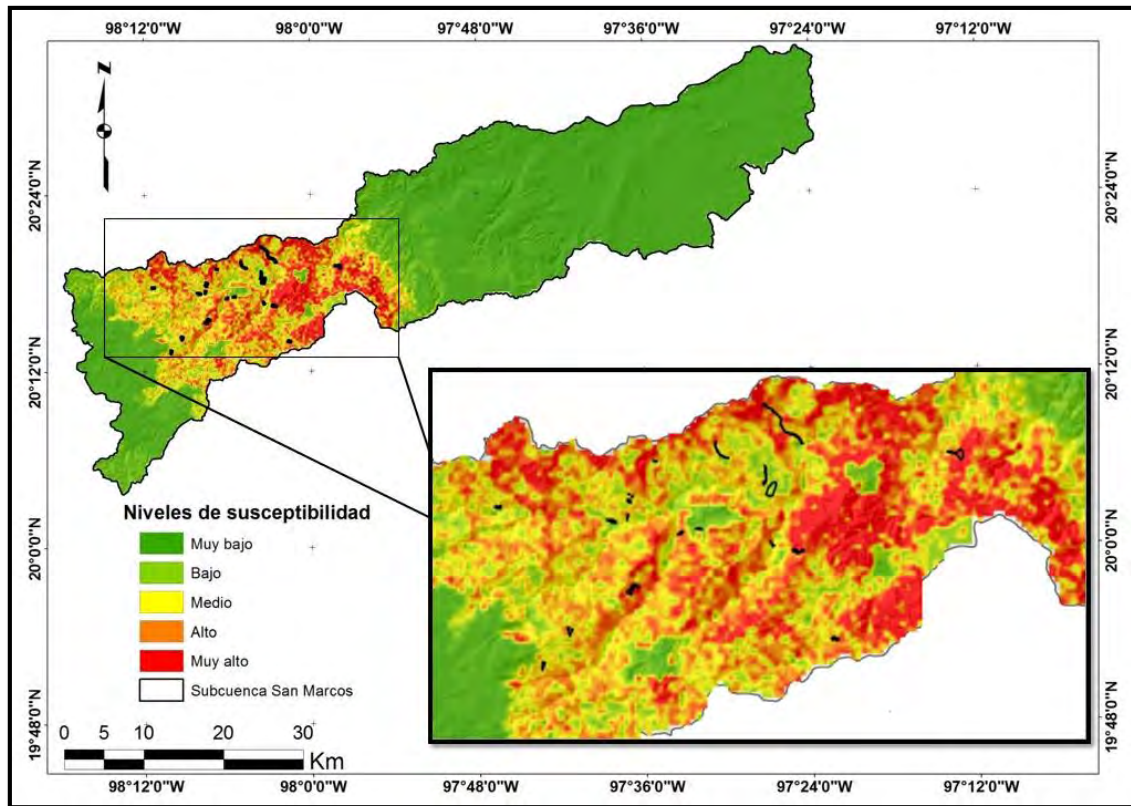 98°12'0"W 98°0'0"W 97°48'0"W 97°36'0"W 97°24'0"W 97°12'0"W
N
20°24'0"N
20°24'0"N
20°12'0"N
20°12'0"N
20°0'0"N
20°0'0"N
19°48'0"N
19°48'0"N
Niveles de susceptibilidad
Muy bajo
Bajo
Medio
Alto
Muy alto
Subcuenca San Marcos
0 5 10 20 30
Km
98°12'0"W 98°0'0"W 97°48'0"W 97°36'0"W 97°24'0"W 97°12'0"W